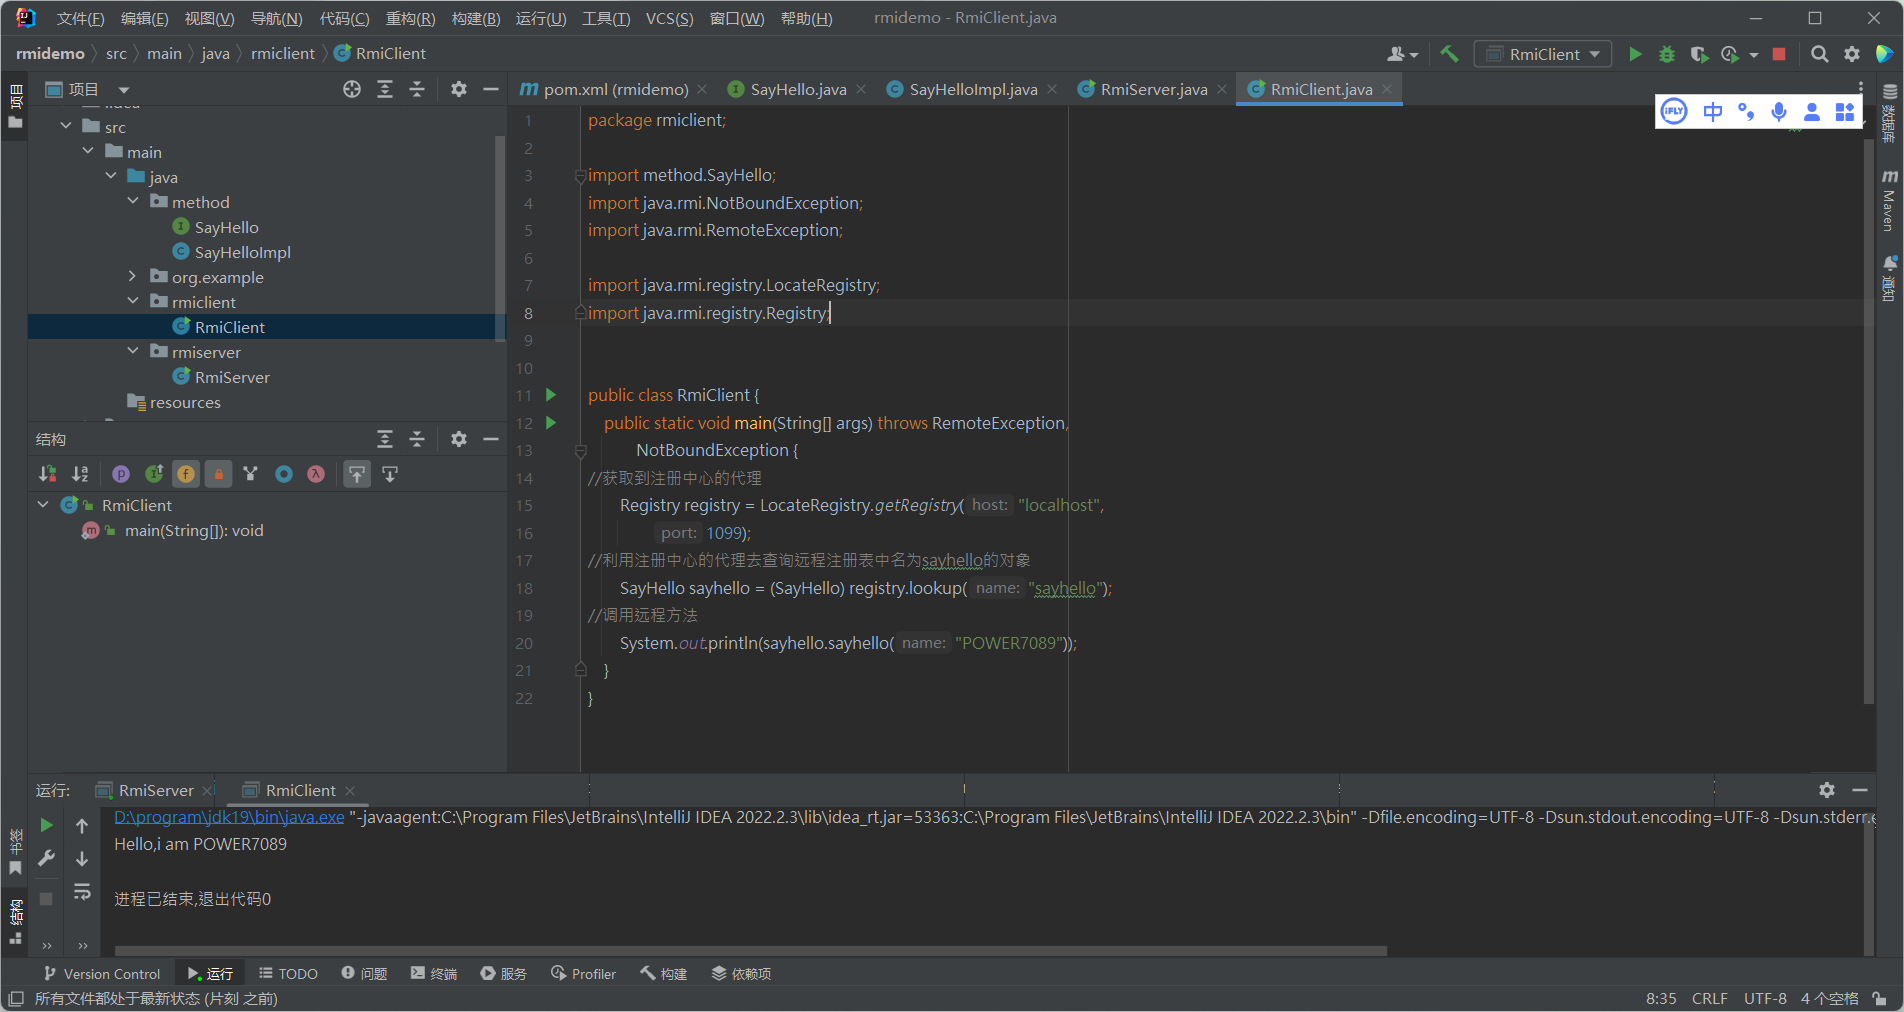 文件(F) 编辑(E) 视图(V) 导航(N) 代码(C) 重构(R) 构建(B) 运行(U) 工具(T) VCS(S) 窗口(W) 帮助(H) rmidemo - RmiClient.java
rmidemo src main java rmiclient RmiClient RmiClient
项目
项目
pom.xml (rmidemo) SayHello.java SayHelloImpl.java RmiServer.java RmiClient.java
iFLY 中
src
main
java
method
SayHello
SayHelloImpl
org.example
rmiclient
RmiClient
rmiserver
RmiServer
resources
结构
RmiClient
main(String[]): void
1 package rmiclient;
2
3 import method.SayHello;
4 import java.rmi.NotBoundException;
5 import java.rmi.RemoteException;
6
7 import java.rmi.registry.LocateRegistry;
8 import java.rmi.registry.Registry;
9
10
11 public class RmiClient {
12 public static void main(String[] args) throws RemoteException,
13 NotBoundException {
14 //获取到注册中心的代理
15 Registry registry = LocateRegistry.getRegistry( host: "localhost",
16 port: 1099);
17 //利用注册中心的代理去查询远程注册表中名为sayhello的对象
18 SayHello sayhello = (SayHello) registry.lookup( name: "sayhello");
19 //调用远程方法
20 System.out.println(sayhello.sayhello( name: "POWER7089"));
21 }
22 }
数据库
Maven
通知
运行: RmiServer RmiClient
D:\program\jdk19\bin\java.exe "-javaagent:C:\Program Files\JetBrains\IntelliJ IDEA 2022.2.3\lib\idea_rt.jar=53363:C:\Program Files\JetBrains\IntelliJ IDEA 2022.2.3\bin" -Dfile.encoding=UTF-8 -Dsun.stdout.encoding=UTF-8 -Dsun.stderr.e
Hello,i am POWER7089
进程已结束,退出代码0
书签
结构
Version Control 运行 TODO 问题 终端 服务 Profiler 构建 依赖项
所有文件都处于最新状态 (片刻 之前) 8:35 CRLF UTF-8 4 个空格